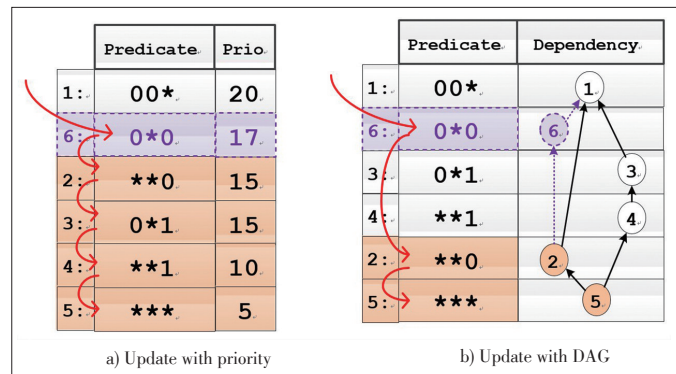 Predicate Prio
1: 00* 20
6: 0*0 17
2: **0 15
3: 0*1 15
4: **1 10
5: *** 5
a) Update with priority
Predicate Dependency
1: 00* 1
6: 0*0 6
3: 0*1 3
4: **1 4
2: **0 2
5: *** 5
b) Update with DAG